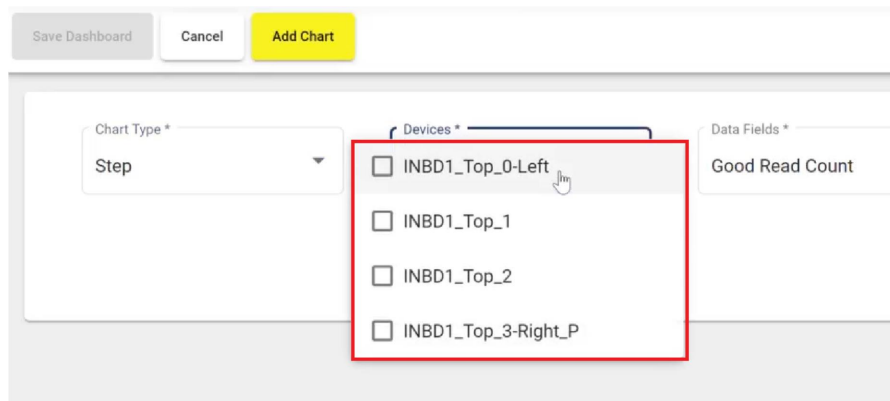 Save Dashboard
Cancel
Add Chart
Chart Type *
Step
Devices *
INBD1_Top_0-Left
INBD1_Top_1
INBD1_Top_2
INBD1_Top_3-Right_P
Data Fields *
Good Read Count